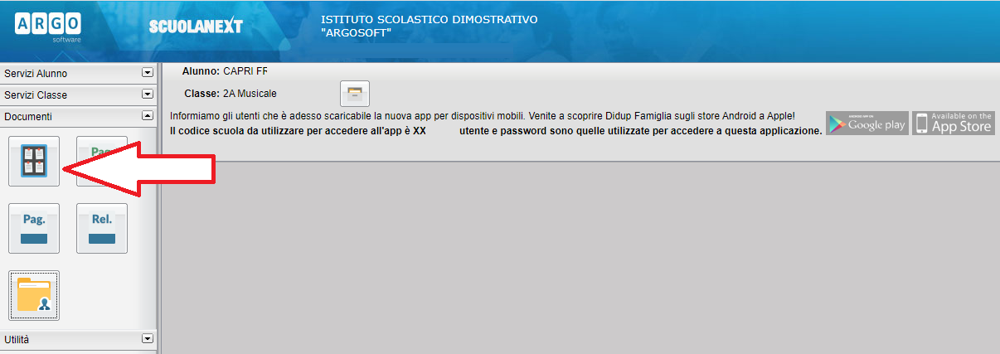 ARGO
software
SCUOLANEXT
ISTITUTO SCOLASTICO DIMOSTRATIVO
"ARGOSOFT"
Servizi Alunno
Servizi Classe
Documenti
Pag.
Pag.
Rel.
Utilità
Alunno: CAPRI FF
Classe: 2A Musicale
Informiamo gli utenti che è adesso scaricabile la nuova app per dispositivi mobili. Venite a scoprire Didup Famiglia sugli store Android a Apple!
Il codice scuola da utilizzare per accedere all'app è XX utente e password sono quelle utilizzate per accedere a questa applicazione.
Google play
Available on the
App Store